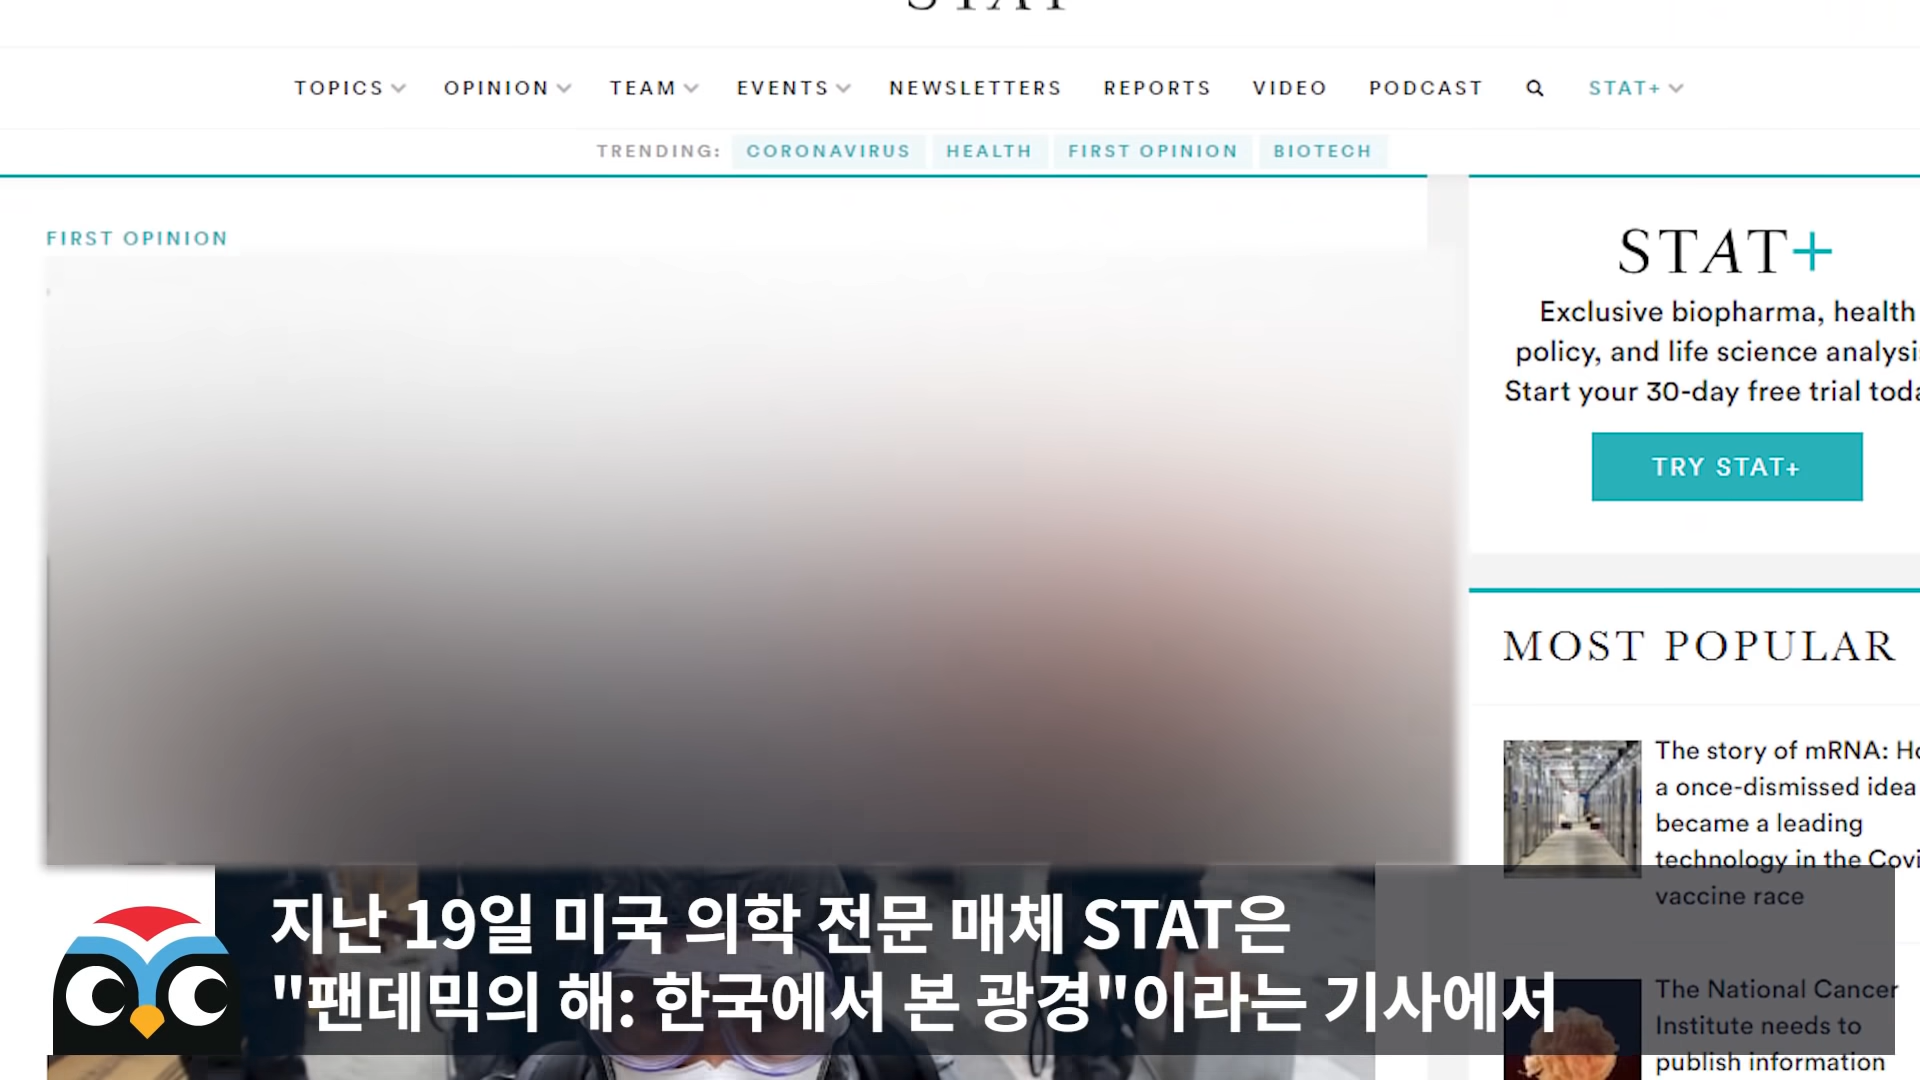 STAT
TOPICS OPINION TEAM EVENTS NEWSLETTERS REPORTS VIDEO PODCAST STAT+
TRENDING: CORONAVIRUS HEALTH FIRST OPINION BIOTECH
FIRST OPINION
STAT+
Exclusive biopharma, health
policy, and life science
Start your 30-day free trial
TRY STAT+
MOST POPULAR
The story of mRNA:
a once-dismissed idea
became a leading
technology in the
vaccine race
The National Cancer
Institute needs to
publish information
지난 19일 미국 의학 전문 매체 STAT은
"팬데믹의 해: 한국에서 본 광경"이라는 기사에서